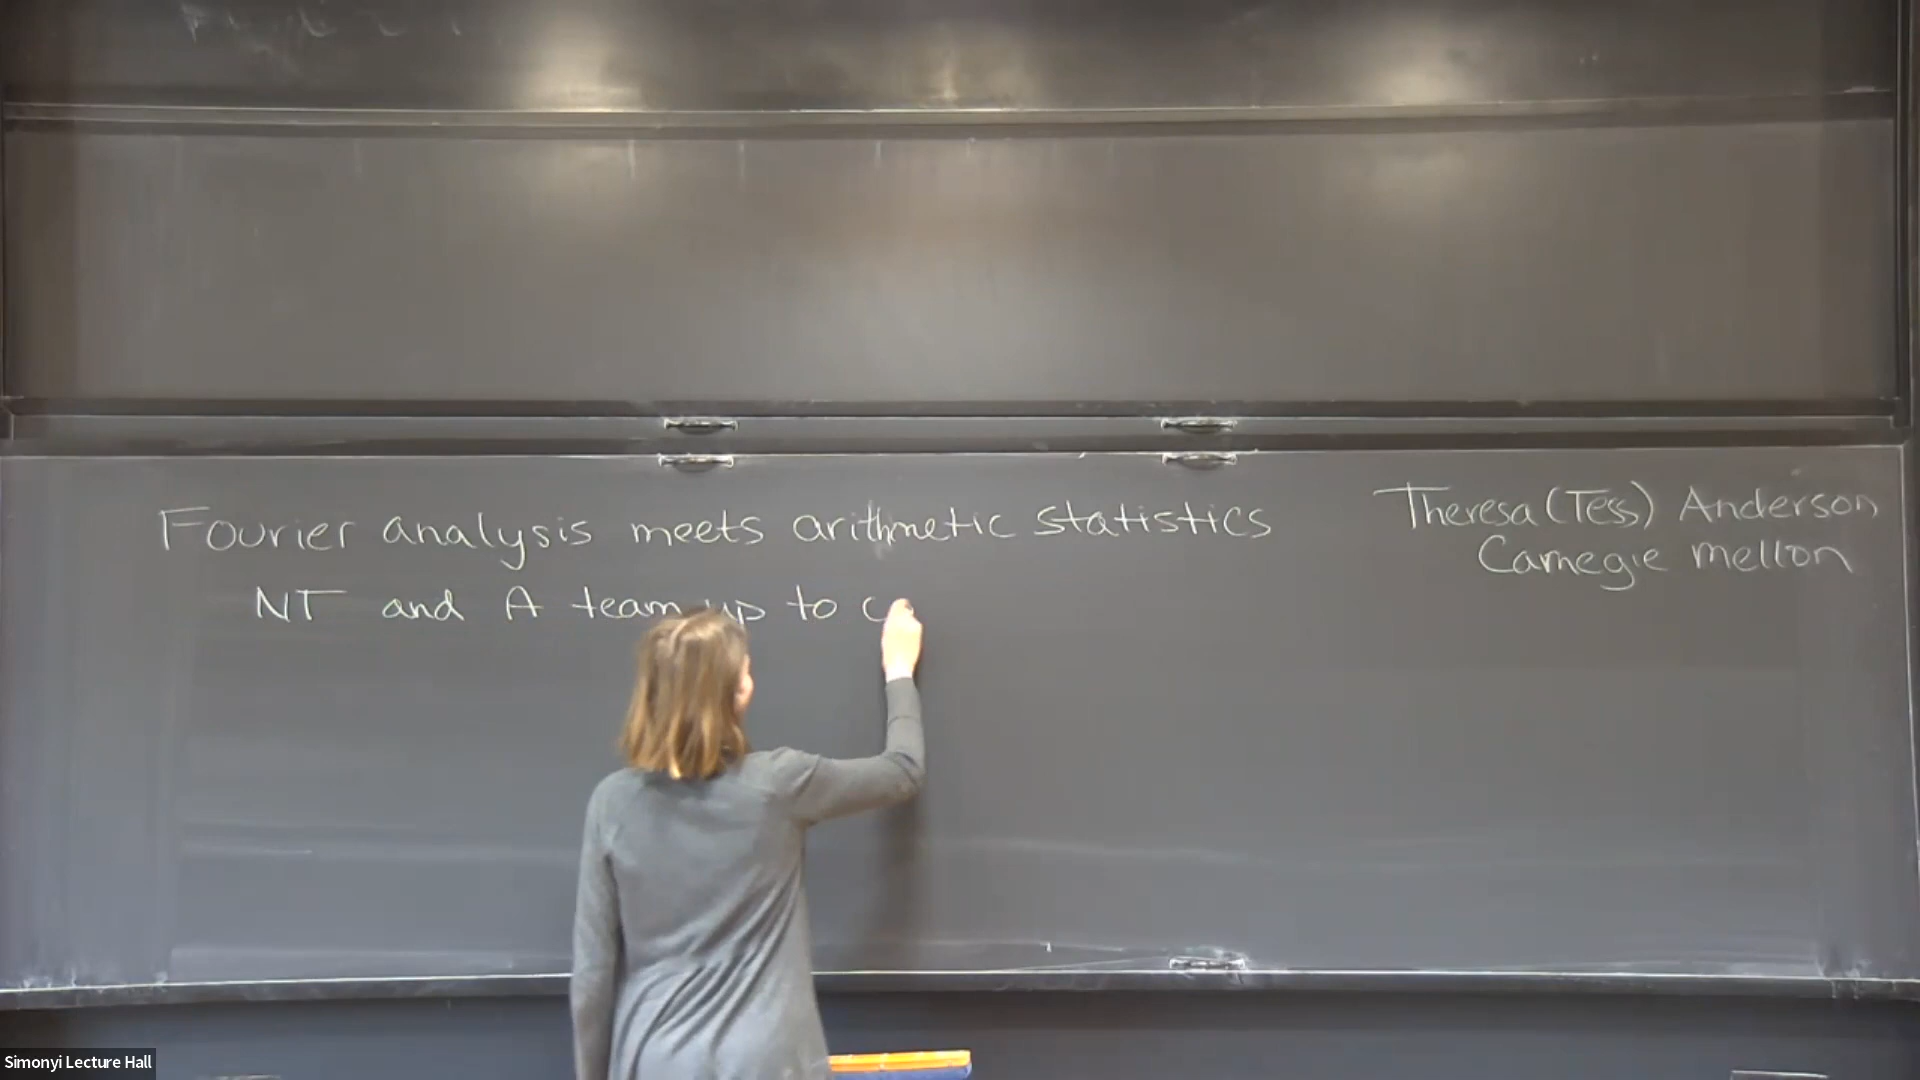 Fourier analysis meets arithmetic statistics
Theresa (Tess) Anderson
Carnegie mellon
NT and A team up to
Simonyi Lecture Hall